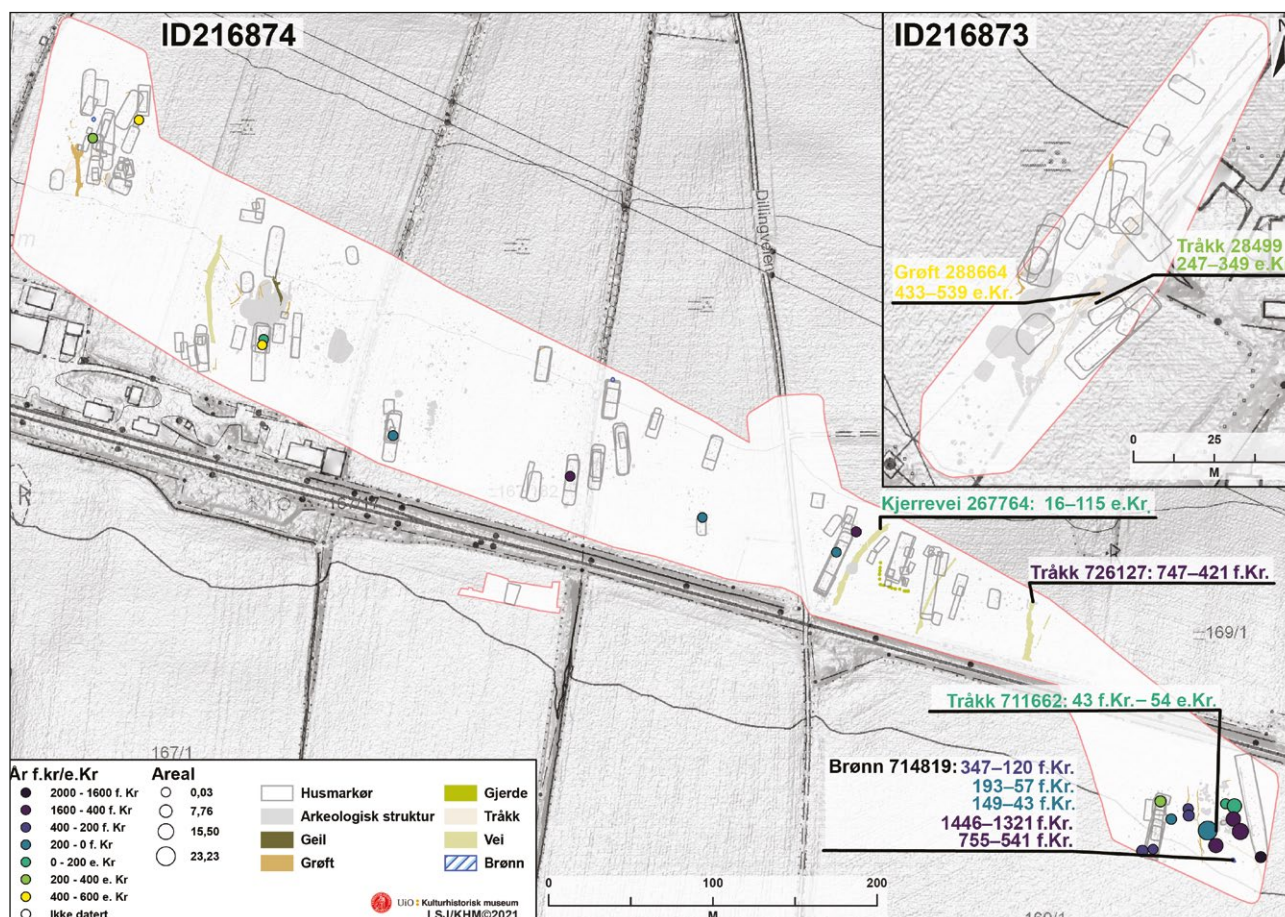 ID216874
ID216873
Dillingveien
Tråkk 28499
247–349 e.K
Grøft 288664
433–539 e.Kr.
0 25
M
Kjerrevei 267764: 16–115 e.Kr.
Tråkk 726127: 747–421 f.Kr.
169/1
Tråkk 711662: 43 f.Kr.– 54 e.Kr.
167/1
Brønn 714819: 347–120 f.Kr.
193–57 f.Kr.
149–43 f.Kr.
1446–1321 f.Kr.
755–541 f.Kr.
År f.kr/e.Kr
2000 - 1600 f. Kr
1600 - 400 f. Kr
400 - 200 f. Kr
200 - 0 f. Kr
0 - 200 e. Kr
200 - 400 e. Kr
400 - 600 e. Kr
Ikke datert
Areal
0,03
7,76
15,50
23,23
Husmarkør
Arkeologisk struktur
Geil
Grøft
Gjerde
Tråkk
Vei
Brønn
UiO : Kulturhistorisk museum
LSJ/KHM©2021
0 100 200
M
169/1